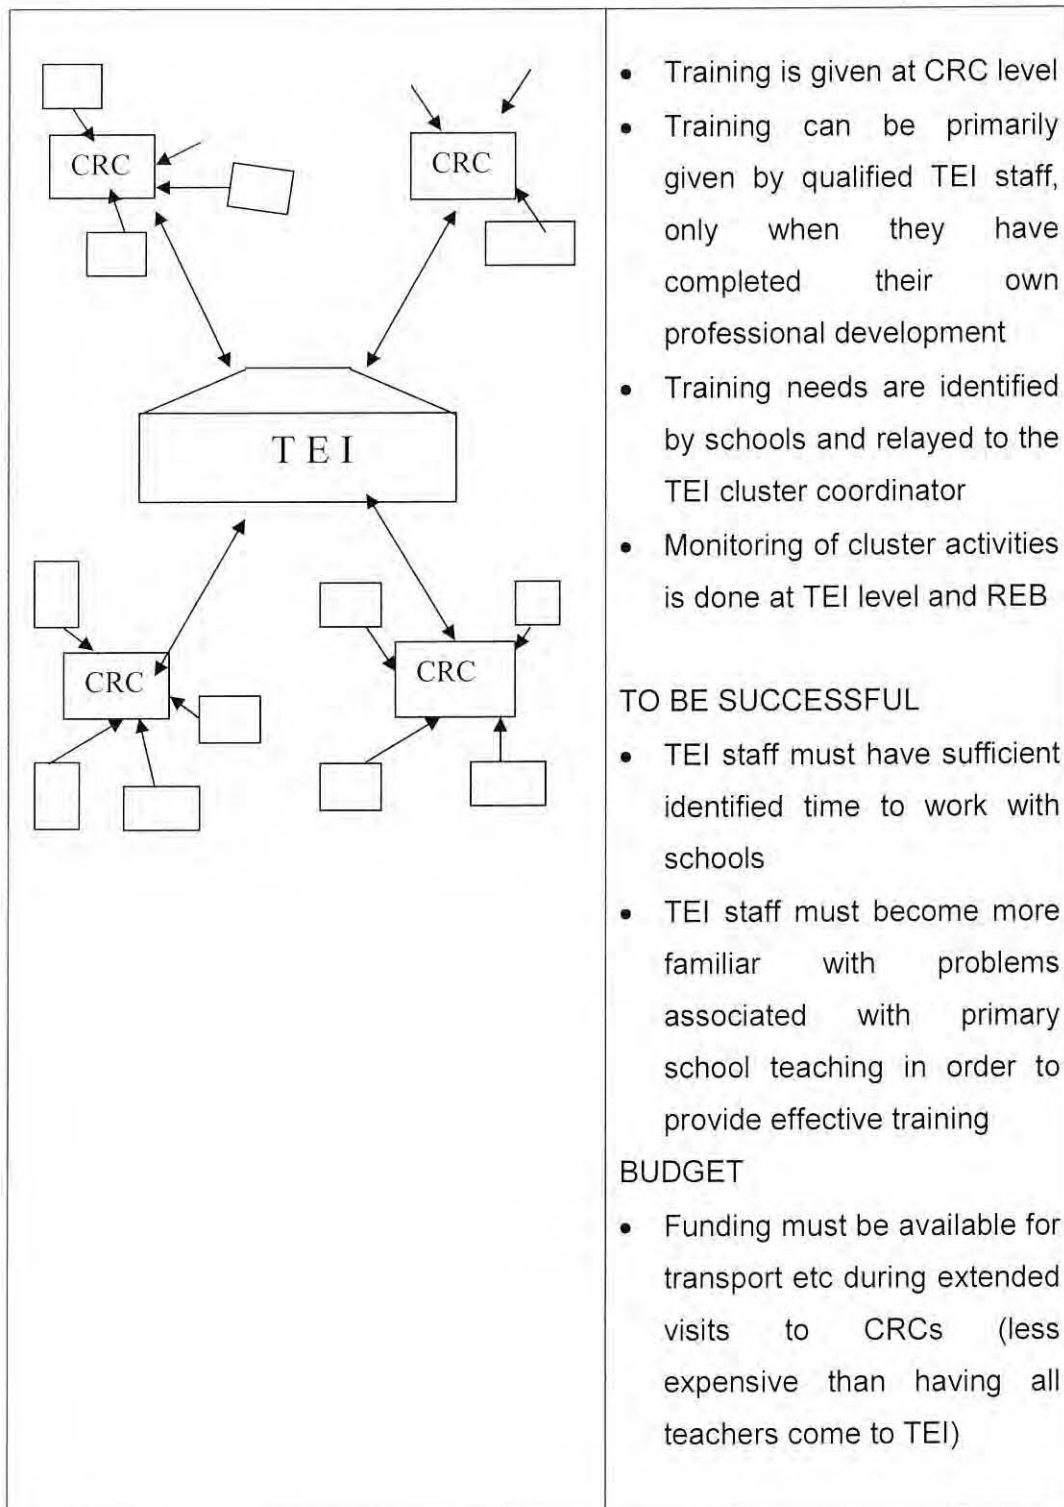 CRC
CRC
T E I
CRC
CRC
• Training is given at CRC level
• Training can be primarily
given by qualified TEI staff,
only when they have
completed their own
professional development
• Training needs are identified
by schools and relayed to the
TEI cluster coordinator
• Monitoring of cluster activities
is done at TEI level and REB
TO BE SUCCESSFUL
• TEI staff must have sufficient
identified time to work with
schools
• TEI staff must become more
familiar with problems
associated with primary
school teaching in order to
provide effective training
BUDGET
• Funding must be available for
transport etc during extended
visits to CRCs (less
expensive than having all
teachers come to TEI)